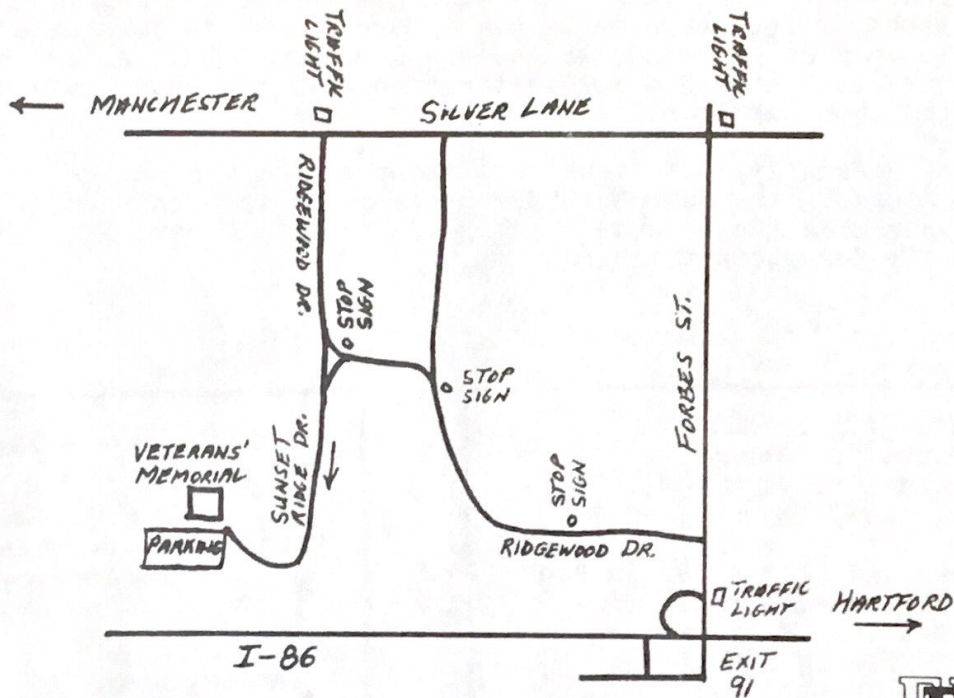 TRAFFIC
LIGHT
TRAFFIC
LIGHT
← MANCHESTER
SILVER LANE
RIDGEWOOD DR.
STOP
SIGN
STOP
SIGN
FORBES ST.
VETERANS'
MEMORIAL
SUNSET
RIDGE DR.
STOP
SIGN
PARKING
RIDGEWOOD DR.
TRAFFIC
LIGHT
HARTFORD
→
I-86
EXIT
91